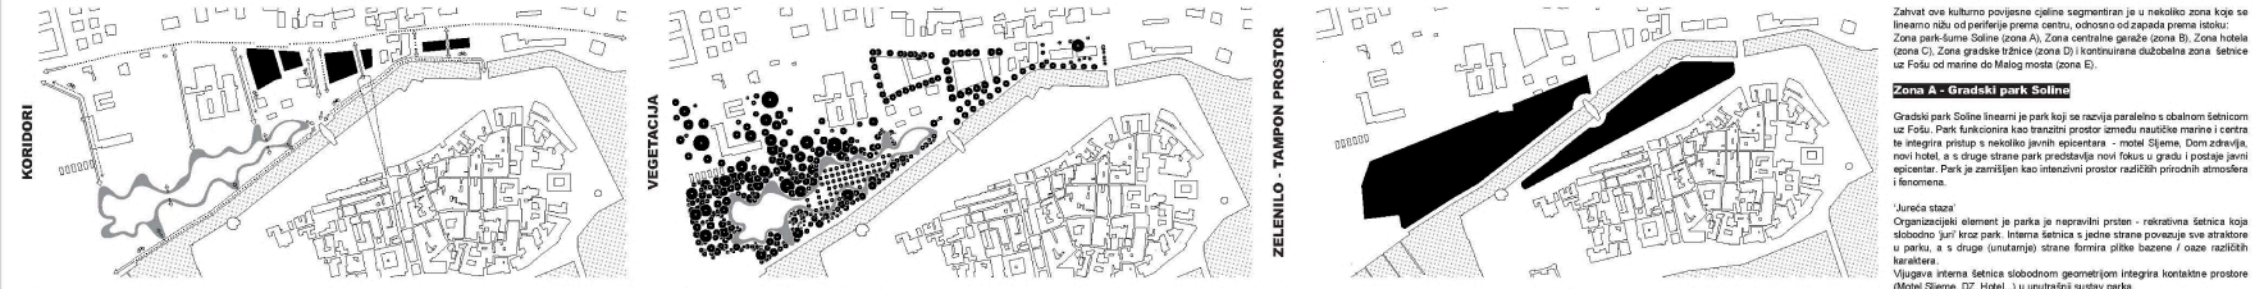 KORIDORI
VEGETACIJA
ZELENILO - TAMPON PROSTOR
Zahvat ove kulturno povijesne cjeline segmentiran je u nekoliko zona koje se
linearno nižu od periferije prema centru, odnosno od zapada prema istoku:
Zona park-šume Soline (zona A), Zona centralne garaže (zona B), Zona hotela
(zona C), Zona gradske tržnice (zona D) i kontinuirana dužobalna zona šetnice
uz Fošu od marine do Malog mosta (zona E).
Zona A - Gradski park Soline
Gradski park Soline linearni je park koji se razvija paralelno s obalnom šetnicom
uz Fošu. Park funkcionira kao tranzitni prostor između nautičke marine i centra
te integrira pristup s nekoliko javnih epicentara - motel Sljeme, Dom zdravlja,
novi hotel, a s druge strane park predstavlja novi fokus u gradu i postaje javni
epicentar. Park je zamišljen kao intenzivni prostor različitih prirodnih atmosfera
i fenomena.
'Jureća staza'
Organizacijski element je parka je nepravilni prsten - rekrativna šetnica koja
slobodno 'juri' kroz park. Interna šetnica s jedne strane povezuje sve atraktore
u parku, a s druge (unutarnje) strane formira plitke bazene / oaze različitih
karaktera.
Vijugava interna šetnica slobodnom geometrijom integrira kontaktne prostore
(Motel Sljeme, DZ, Hotel...) u unutrašnji sustav parka.